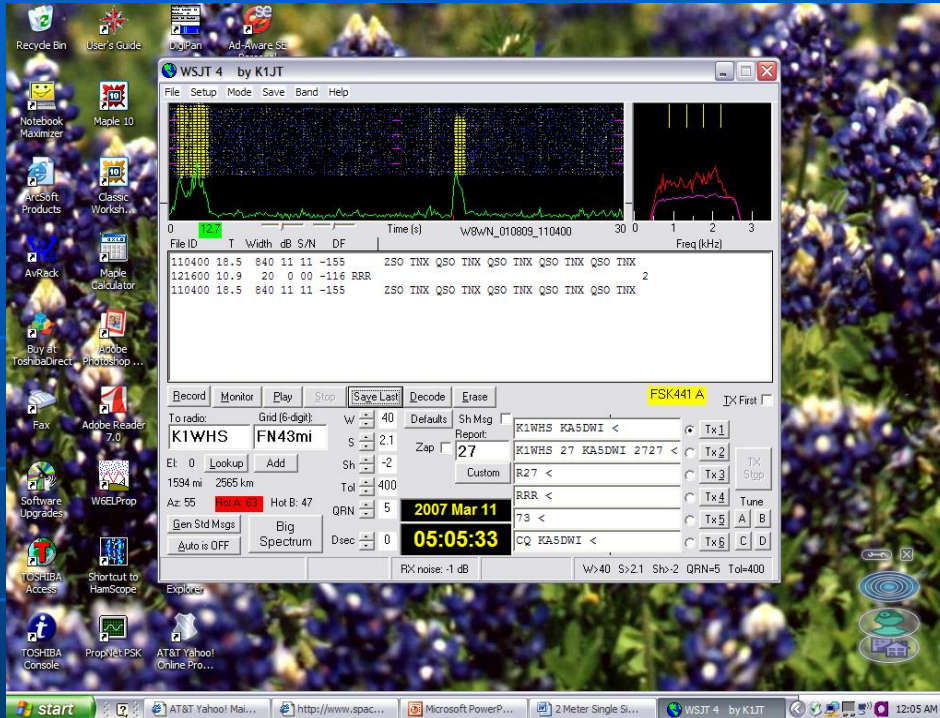 Recycle Bin
User's Guide
DigiPan
Ad-Aware SE
Notebook Maximizer
Maple 10
ArcSoft Products
Classic Worksh...
AvRack
Maple Calculator
Buy at ToshibaDirect
Adobe Photoshop ...
Fax
Adobe Reader 7.0
Software Upgrades
W6ELProp
TOSHIBA Access
Shortcut to HamScope
Explorer
TOSHIBA Console
PropNet PSK
AT&T Yahoo! Online Pro...
WSJT 4 by K1JT
File Setup Mode Save Band Help
0 12.7 Time (s) W8WN_010809_110400 30 0 1 2 3
Freq (kHz)
File ID T Width dB S/N DF
110400 18.5 840 11 11 -155 ZSO TNX QSO TNX QSO TNX QSO TNX QSO TNX
121600 10.9 20 0 00 -116 RRR 2
110400 18.5 840 11 11 -155 ZSO TNX QSO TNX QSO TNX QSO TNX QSO TNX
Record Monitor Play Stop Save Last Decode Erase FSK441 A TX First
To radio: Grid (6-digit): W 40 Defaults Sh Msg
K1WHS FN43mi S 2.1 Zap Report: 27
El: 0 Lookup Add Sh -2 Custom
1594 mi 2565 km Tol 400
Az: 55 Hot A: 63 Hot B: 47 QRN 5
Gen Std Msgs Big Spectrum
Auto is OFF Dsec 0
2007 Mar 11
05:05:33
K1WHS KA5DWI < Tx1
K1WHS 27 KA5DWI 2727 < Tx2
R27 < Tx3
RRR < Tx4
73 < Tx5
CQ KA5DWI < Tx6
TX Stop
Tune
A B
C D
RX noise: -1 dB W>40 S>2.1 Sh>-2 QRN=5 Tol=400
start
AT&T Yahoo! Mai...
http://www.spac...
Microsoft PowerP...
2 Meter Single Si...
WSJT 4 by K1JT
12:05 AM